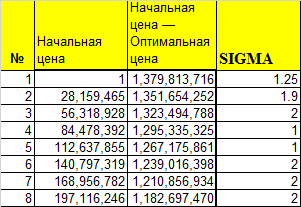 № Начальная цена Начальная цена — Оптимальная цена SIGMA
1 1 1,379,813,716 1.25
2 28,159,465 1,351,654,252 1.9
3 56,318,928 1,323,494,788 2
4 84,478,392 1,295,335,325 1
5 112,637,855 1,267,175,861 1
6 140,797,319 1,239,016,398 2
7 168,956,782 1,210,856,934 2
8 197,116,246 1,182,697,470 2